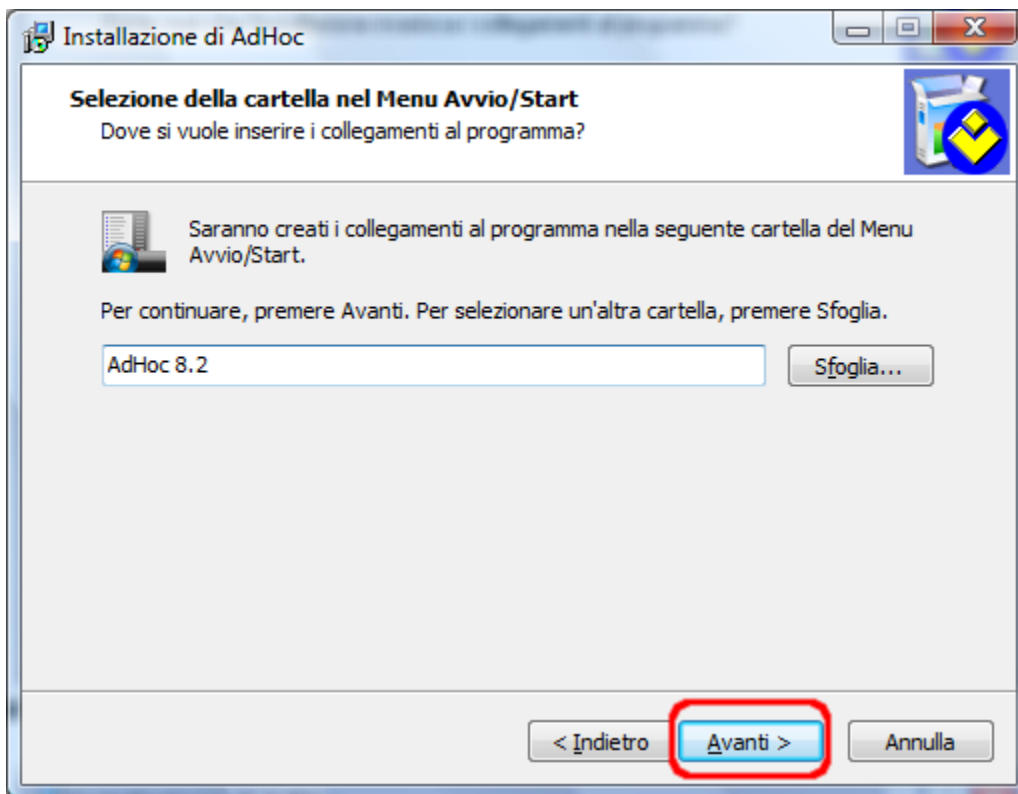 Installazione di AdHoc
Selezione della cartella nel Menu Avvio/Start
Dove si vuole inserire i collegamenti al programma?
Saranno creati i collegamenti al programma nella seguente cartella del Menu
Avvio/Start.
Per continuare, premere Avanti. Per selezionare un'altra cartella, premere Sfoglia.
AdHoc 8.2
Sfoglia...
< Indietro
Avanti >
Annulla